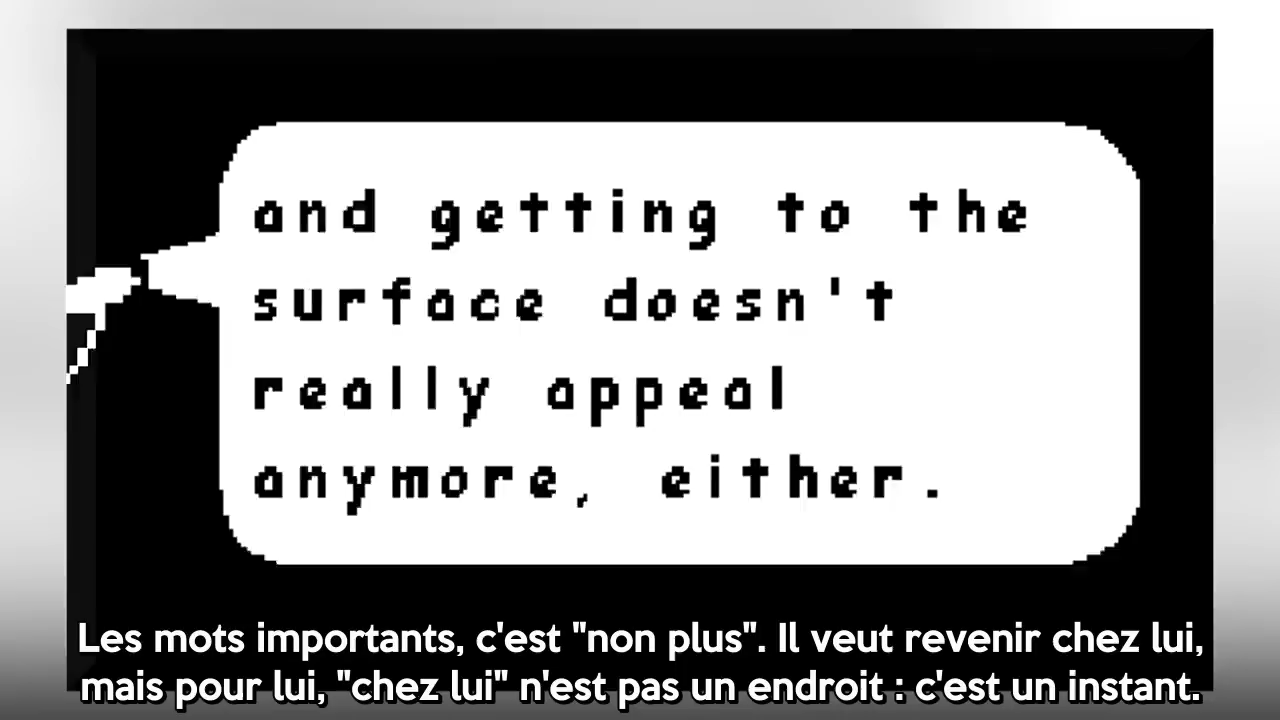 and getting to the
surface doesn't
really appeal
anymore, either.
Les mots importants, c'est "non plus". Il veut revenir chez lui,
mais pour lui, "chez lui" n'est pas un endroit : c'est un instant.